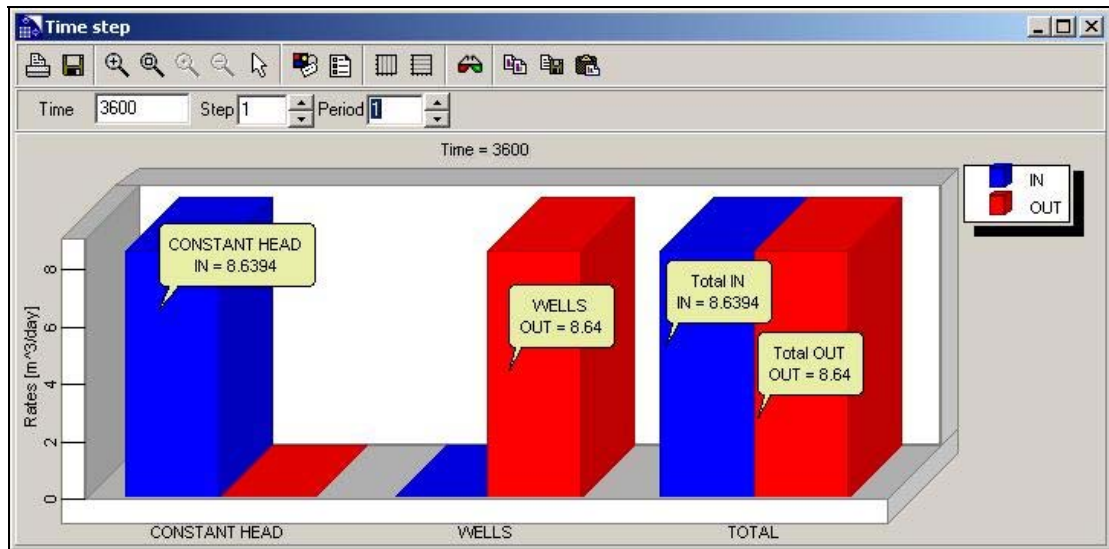 Time step
Time 3600 Step 1 Period 1
Time = 3600
IN
OUT
CONSTANT HEAD
IN = 8.6394
WELLS
OUT = 8.64
Total IN
IN = 8.6394
Total OUT
OUT = 8.64
Rates [m^3/day]
8
6
4
2
0
CONSTANT HEAD WELLS TOTAL